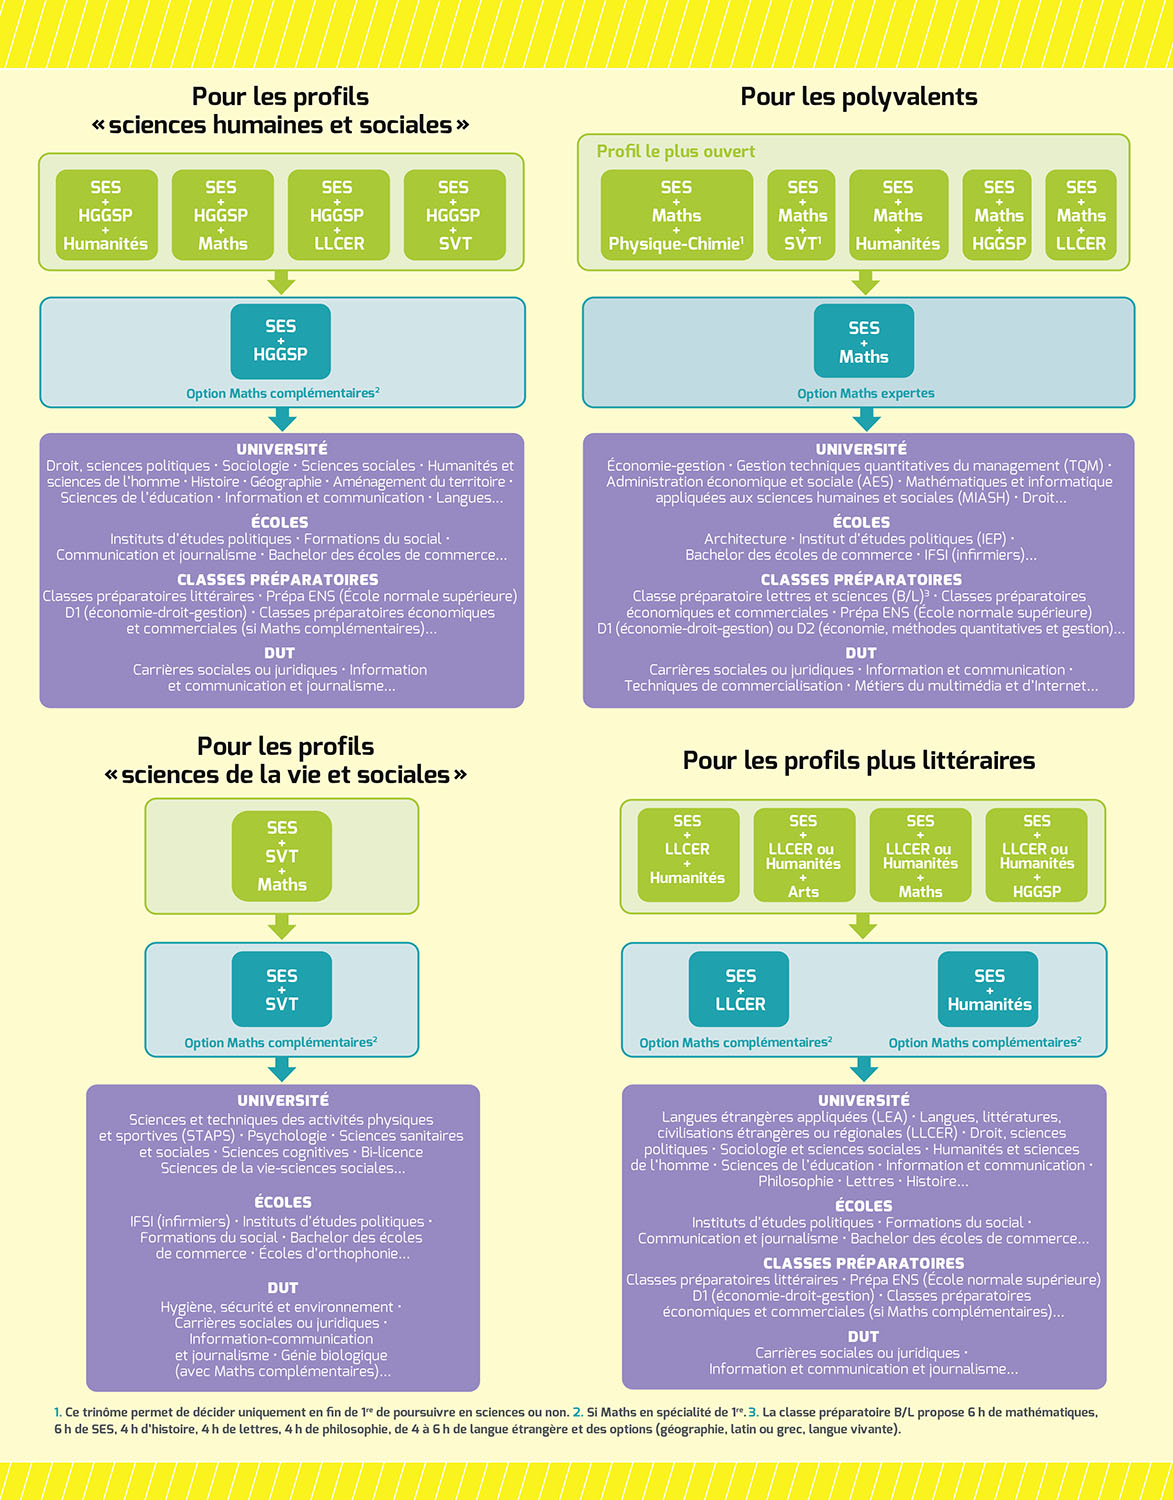 Pour les profils
« sciences humaines et sociales »
SES
+
HGGSP
+
Humanités
SES
+
HGGSP
+
Maths
SES
+
HGGSP
+
LLCER
SES
+
HGGSP
+
SVT
SES
+
HGGSP
Option Maths complémentaires²
UNIVERSITÉ
Droit, sciences politiques · Sociologie · Sciences sociales · Humanités et
sciences de l'homme · Histoire · Géographie · Aménagement du territoire ·
Sciences de l'éducation · Information et communication · Langues...
ÉCOLES
Instituts d'études politiques · Formations du social ·
Communication et journalisme · Bachelor des écoles de commerce...
CLASSES PRÉPARATOIRES
Classes préparatoires littéraires · Prépa ENS (École normale supérieure)
D1 (économie-droit-gestion) · Classes préparatoires économiques
et commerciales (si Maths complémentaires)...
DUT
Carrières sociales ou juridiques · Information
et communication et journalisme...
Pour les polyvalents
Profil le plus ouvert
SES
+
Maths
+
Physique-Chimie¹
SES
+
Maths
+
SVT¹
SES
+
Maths
+
Humanités
SES
+
Maths
+
HGGSP
SES
+
Maths
+
LLCER
SES
+
Maths
Option Maths expertes
UNIVERSITÉ
Économie-gestion · Gestion techniques quantitatives du management (TQM) ·
Administration économique et sociale (AES) · Mathématiques et informatique
appliquées aux sciences humaines et sociales (MIASH) · Droit...
ÉCOLES
Architecture · Institut d'études politiques (IEP) ·
Bachelor des écoles de commerce · IFSI (infirmiers)...
CLASSES PRÉPARATOIRES
Classe préparatoire lettres et sciences (B/L)³ · Classes préparatoires
économiques et commerciales · Prépa ENS (École normale supérieure)
D1 (économie-droit-gestion) ou D2 (économie, méthodes quantitatives et gestion)...
DUT
Carrières sociales ou juridiques · Information et communication ·
Techniques de commercialisation · Métiers du multimédia et d'Internet...
Pour les profils
« sciences de la vie et sociales »
SES
+
SVT
+
Maths
SES
+
SVT
Option Maths complémentaires²
UNIVERSITÉ
Sciences et techniques des activités physiques
et sportives (STAPS) · Psychologie · Sciences sanitaires
et sociales · Sciences cognitives · Bi-licence
Sciences de la vie-sciences sociales...
ÉCOLES
IFSI (infirmiers) · Instituts d'études politiques ·
Formations du social · Bachelor des écoles
de commerce · Écoles d'orthophonie...
DUT
Hygiène, sécurité et environnement ·
Carrières sociales ou juridiques ·
Information-communication
et journalisme · Génie biologique
(avec Maths complémentaires)...
Pour les profils plus littéraires
SES
+
LLCER
+
Humanités
SES
+
LLCER ou
Humanités
+
Arts
SES
+
LLCER ou
Humanités
+
Maths
SES
+
LLCER ou
Humanités
+
HGGSP
SES
+
LLCER
Option Maths complémentaires²
SES
+
Humanités
Option Maths complémentaires²
UNIVERSITÉ
Langues étrangères appliquées (LEA) · Langues, littératures,
civilisations étrangères ou régionales (LLCER) · Droit, sciences
politiques · Sociologie et sciences sociales · Humanités et sciences
de l'homme · Sciences de l'éducation · Information et communication ·
Philosophie · Lettres · Histoire...
ÉCOLES
Instituts d'études politiques · Formations du social ·
Communication et journalisme · Bachelor des écoles de commerce...
CLASSES PRÉPARATOIRES
Classes préparatoires littéraires · Prépa ENS (École normale supérieure)
D1 (économie-droit-gestion) · Classes préparatoires
économiques et commerciales (si Maths complémentaires)...
DUT
Carrières sociales ou juridiques ·
Information et communication et journalisme...
1. Ce trinôme permet de décider uniquement en fin de 1re de poursuivre en sciences ou non. 2. Si Maths en spécialité de 1re. 3. La classe préparatoire B/L propose 6 h de mathématiques,
6 h de SES, 4 h d'histoire, 4 h de lettres, 4 h de philosophie, de 4 à 6 h de langue étrangère et des options (géographie, latin ou grec, langue vivante).